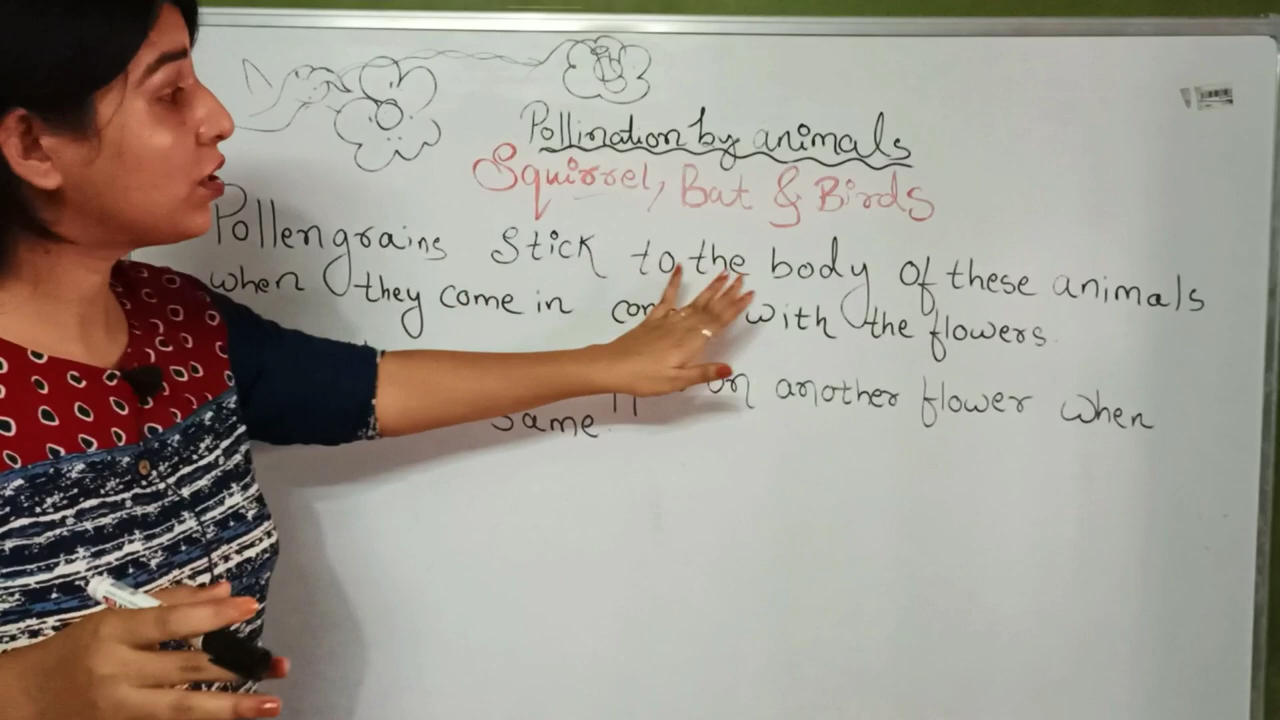 Pollination by animals
Squirrel, Bat & Birds
Pollengrains stick to the body of these animals
when they come in with the flowers.
on another flower when
same